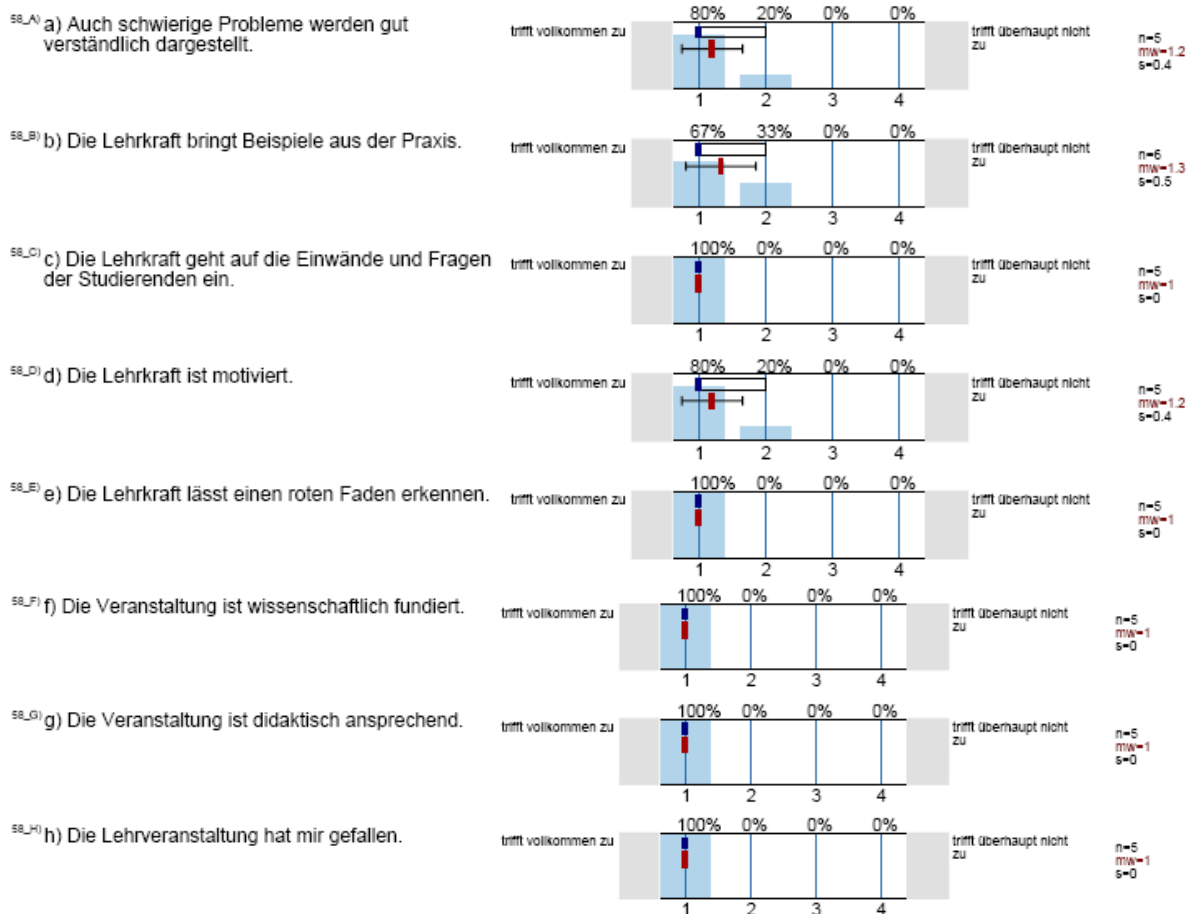 58_A) a) Auch schwierige Probleme werden gut
verständlich dargestellt.
trifft vollkommen zu
80% 20% 0% 0%
1 2 3 4
trifft überhaupt nicht
zu
n=5
mw=1.2
s=0.4
58_B) b) Die Lehrkraft bringt Beispiele aus der Praxis.
trifft vollkommen zu
67% 33% 0% 0%
1 2 3 4
trifft überhaupt nicht
zu
n=6
mw=1.3
s=0.5
58_C) c) Die Lehrkraft geht auf die Einwände und Fragen
der Studierenden ein.
trifft vollkommen zu
100% 0% 0% 0%
1 2 3 4
trifft überhaupt nicht
zu
n=5
mw=1
s=0
58_D) d) Die Lehrkraft ist motiviert.
trifft vollkommen zu
80% 20% 0% 0%
1 2 3 4
trifft überhaupt nicht
zu
n=5
mw=1.2
s=0.4
58_E) e) Die Lehrkraft lässt einen roten Faden erkennen.
trifft vollkommen zu
100% 0% 0% 0%
1 2 3 4
trifft überhaupt nicht
zu
n=5
mw=1
s=0
58_F) f) Die Veranstaltung ist wissenschaftlich fundiert.
trifft vollkommen zu
100% 0% 0% 0%
1 2 3 4
trifft überhaupt nicht
zu
n=5
mw=1
s=0
58_G) g) Die Veranstaltung ist didaktisch ansprechend.
trifft vollkommen zu
100% 0% 0% 0%
1 2 3 4
trifft überhaupt nicht
zu
n=5
mw=1
s=0
58_H) h) Die Lehrveranstaltung hat mir gefallen.
trifft vollkommen zu
100% 0% 0% 0%
1 2 3 4
trifft überhaupt nicht
zu
n=5
mw=1
s=0